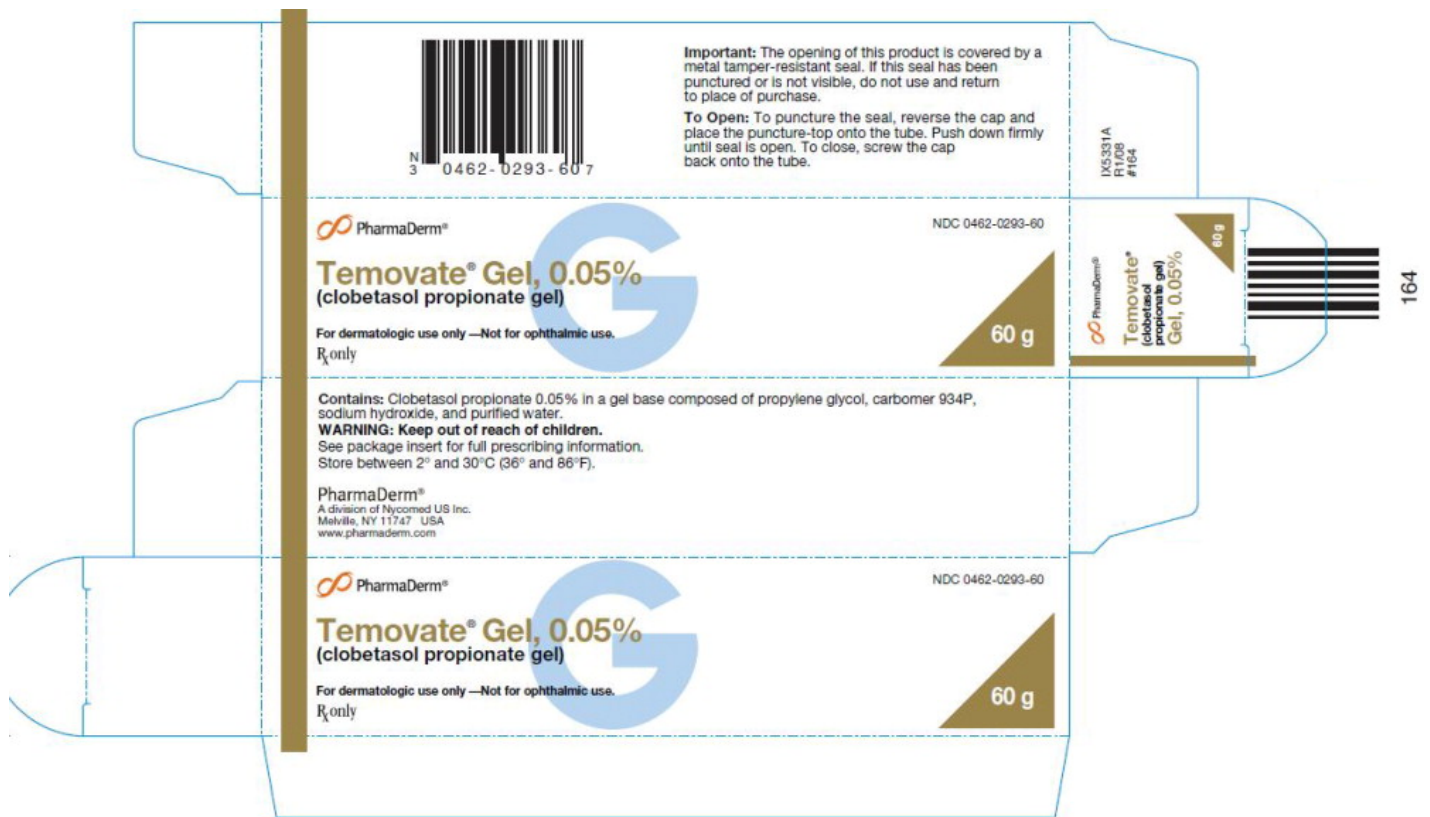 Important: The opening of this product is covered by a
metal tamper-resistant seal. If this seal has been
punctured or is not visible, do not use and return
to place of purchase.
To Open: To puncture the seal, reverse the cap and
place the puncture-top onto the tube. Push down firmly
until seal is open. To close, screw the cap
back onto the tube.
N
3 0462-0293-60 7
IX5331A
R1/08
#164
PharmaDerm®
NDC 0462-0293-60
Temovate® Gel, 0.05%
(clobetasol propionate gel)
For dermatologic use only —Not for ophthalmic use.
℞ only
60 g
PharmaDerm®
Temovate®
(clobetasol
propionate gel)
Gel, 0.05%
60 g
164
Contains: Clobetasol propionate 0.05% in a gel base composed of propylene glycol, carbomer 934P,
sodium hydroxide, and purified water.
WARNING: Keep out of reach of children.
See package insert for full prescribing information.
Store between 2° and 30°C (36° and 86°F).
PharmaDerm®
A division of Nycomed US Inc.
Melville, NY 11747 USA
www.pharmaderm.com
PharmaDerm®
NDC 0462-0293-60
Temovate® Gel, 0.05%
(clobetasol propionate gel)
For dermatologic use only —Not for ophthalmic use.
℞ only
60 g
G
G